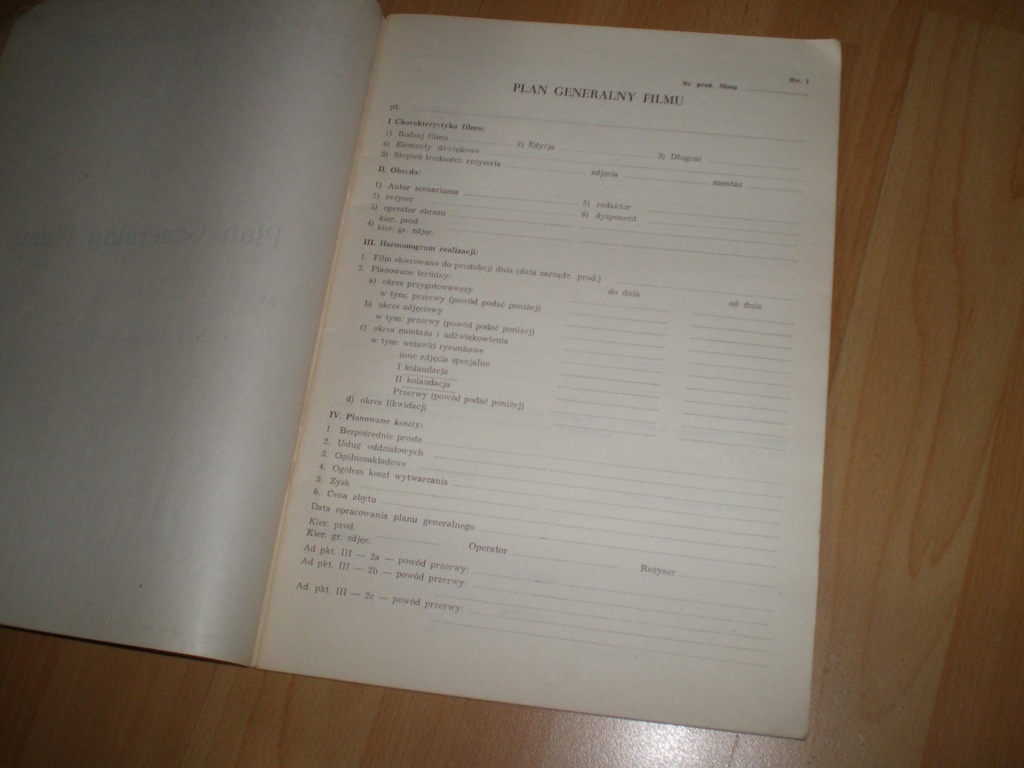 Str. 1
Nr prod. filmu
PLAN GENERALNY FILMU
pt.
I Charakterystyka filmu:
1) Rodzaj filmu 2) Edycja 3) Długość
4) Elementy dźwiękowe
5) Stopień trudności: reżyseria zdjęcia montaż
II. Obsada:
1) Autor scenariusza 5) redaktor
2) reżyser 6) dysponent
3) operator obrazu
4) kier. prod.
kier. gr. zdjęc.
III. Harmonogram realizacji:
1. Film skierowano do produkcji dnia (data zarządz. prod.)
2. Planowane terminy: do dnia od dnia
a) okres przygotowawczy
w tym: przerwy (powód podać poniżej)
b) okres zdjęciowy
w tym: przerwy (powód podać poniżej)
c) okres montażu i udźwiękowienia
w tym: wstawki rysunkowe
inne zdjęcia specjalne
I kolaudacja
II kolaudacja
Przerwy (powód podać poniżej)
d) okres likwidacji
IV. Planowane koszty:
1. Bezpośrednie proste
2. Usług oddziałowych
3. Ogólnozakładowe
4. Ogółem koszt wytwarzania
5. Zysk
6. Cena zbytu
Data opracowania planu generalnego
Kier. prod.
Kier. gr. zdjęc. Operator Reżyser
Ad pkt. III — 2a — powód przerwy:
Ad pkt. III — 2b — powód przerwy:
Ad pkt. III — 2c — powód przerwy: